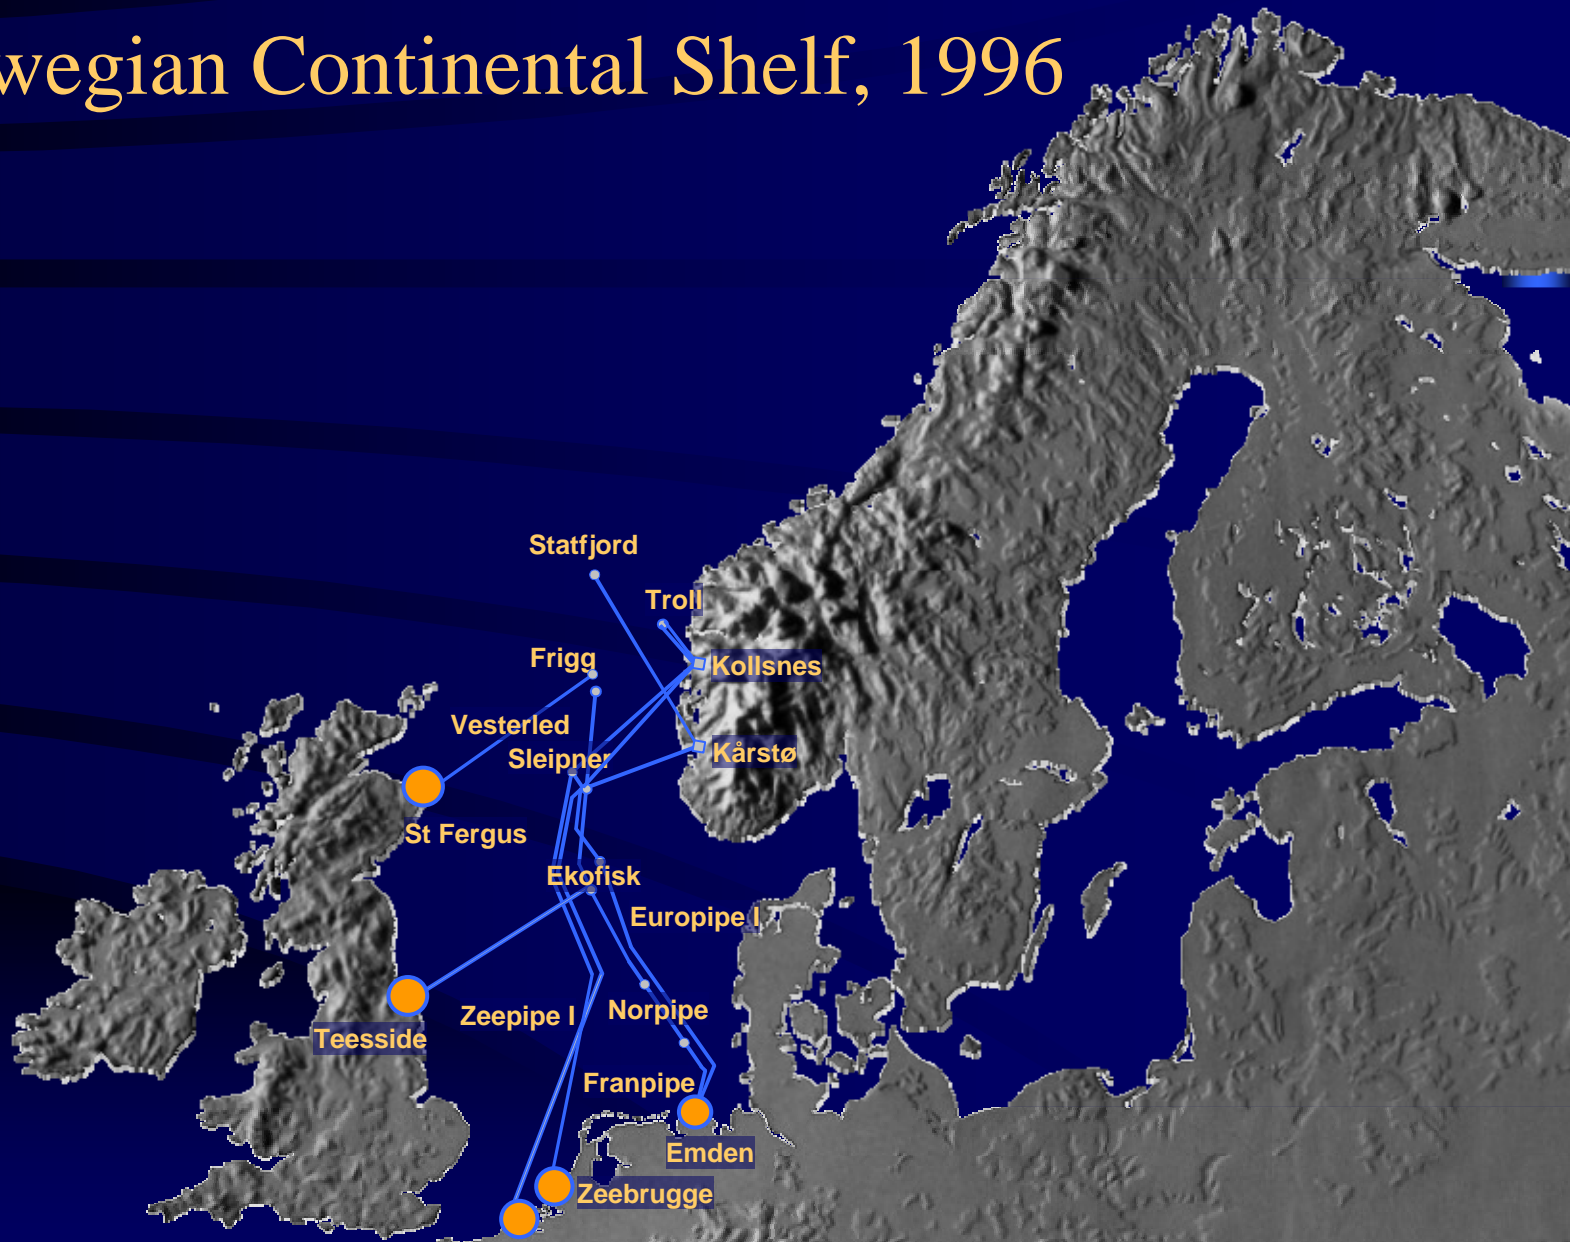 wegian Continental Shelf, 1996
Statfjord
Troll
Frigg
Kollsnes
Vesterled
Sleipner
Kårstø
St Fergus
Ekofisk
Europipe I
Norpipe
Zeepipe I
Teesside
Franpipe
Emden
Zeebrugge